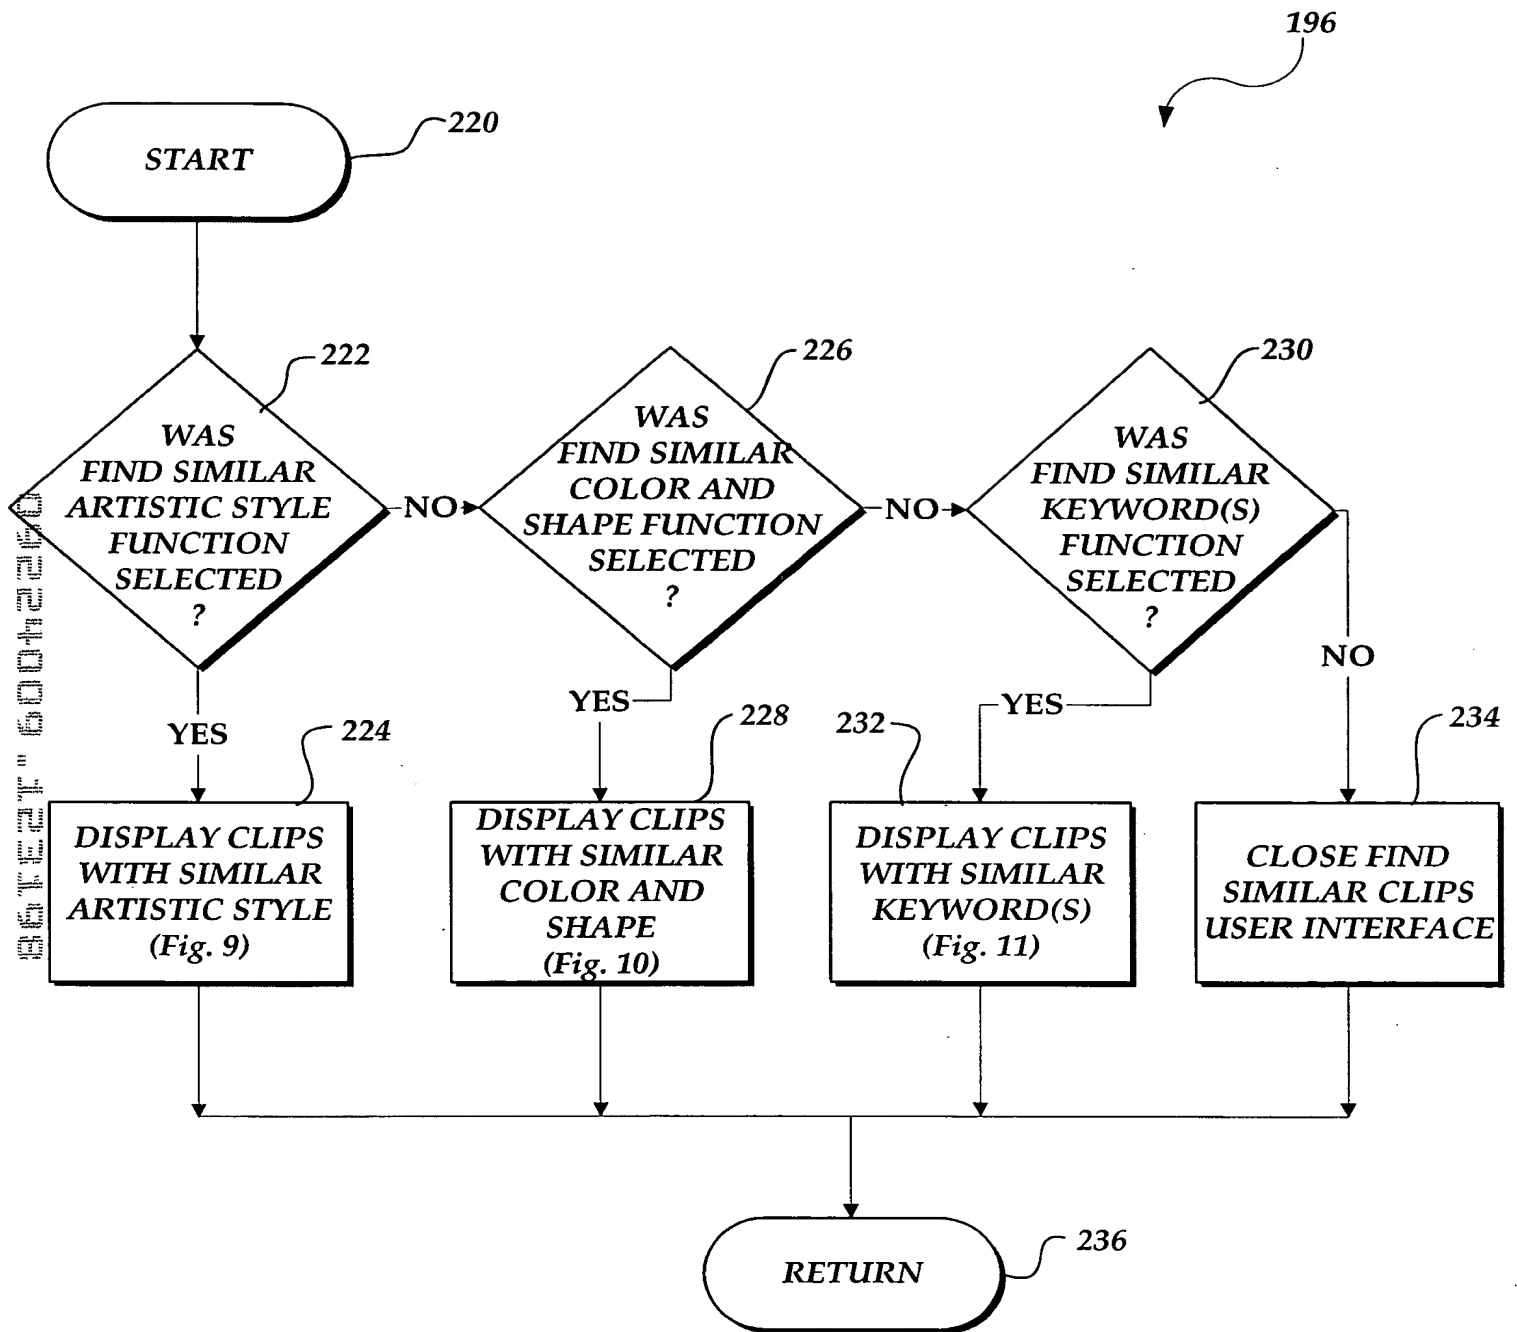 196
220
START
222
WAS
FIND SIMILAR
ARTISTIC STYLE
FUNCTION
SELECTED
?
NO
226
WAS
FIND SIMILAR
COLOR AND
SHAPE FUNCTION
SELECTED
?
NO
230
WAS
FIND SIMILAR
KEYWORD(S)
FUNCTION
SELECTED
?
NO
YES
YES
YES
224
DISPLAY CLIPS
WITH SIMILAR
ARTISTIC STYLE
(Fig. 9)
228
DISPLAY CLIPS
WITH SIMILAR
COLOR AND
SHAPE
(Fig. 10)
232
DISPLAY CLIPS
WITH SIMILAR
KEYWORD(S)
(Fig. 11)
234
CLOSE FIND
SIMILAR CLIPS
USER INTERFACE
RETURN
236